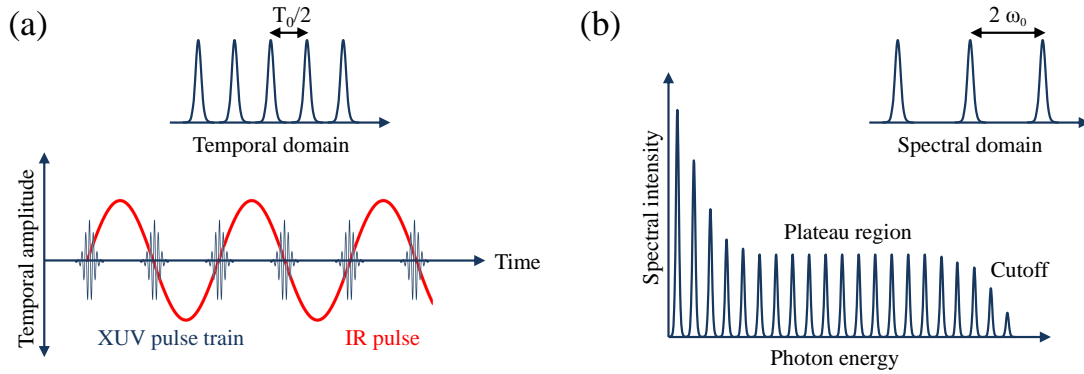 (a)
T₀/2
Temporal domain
Temporal amplitude
Time
XUV pulse train
IR pulse
(b)
2 ω₀
Spectral domain
Spectral intensity
Plateau region
Cutoff
Photon energy